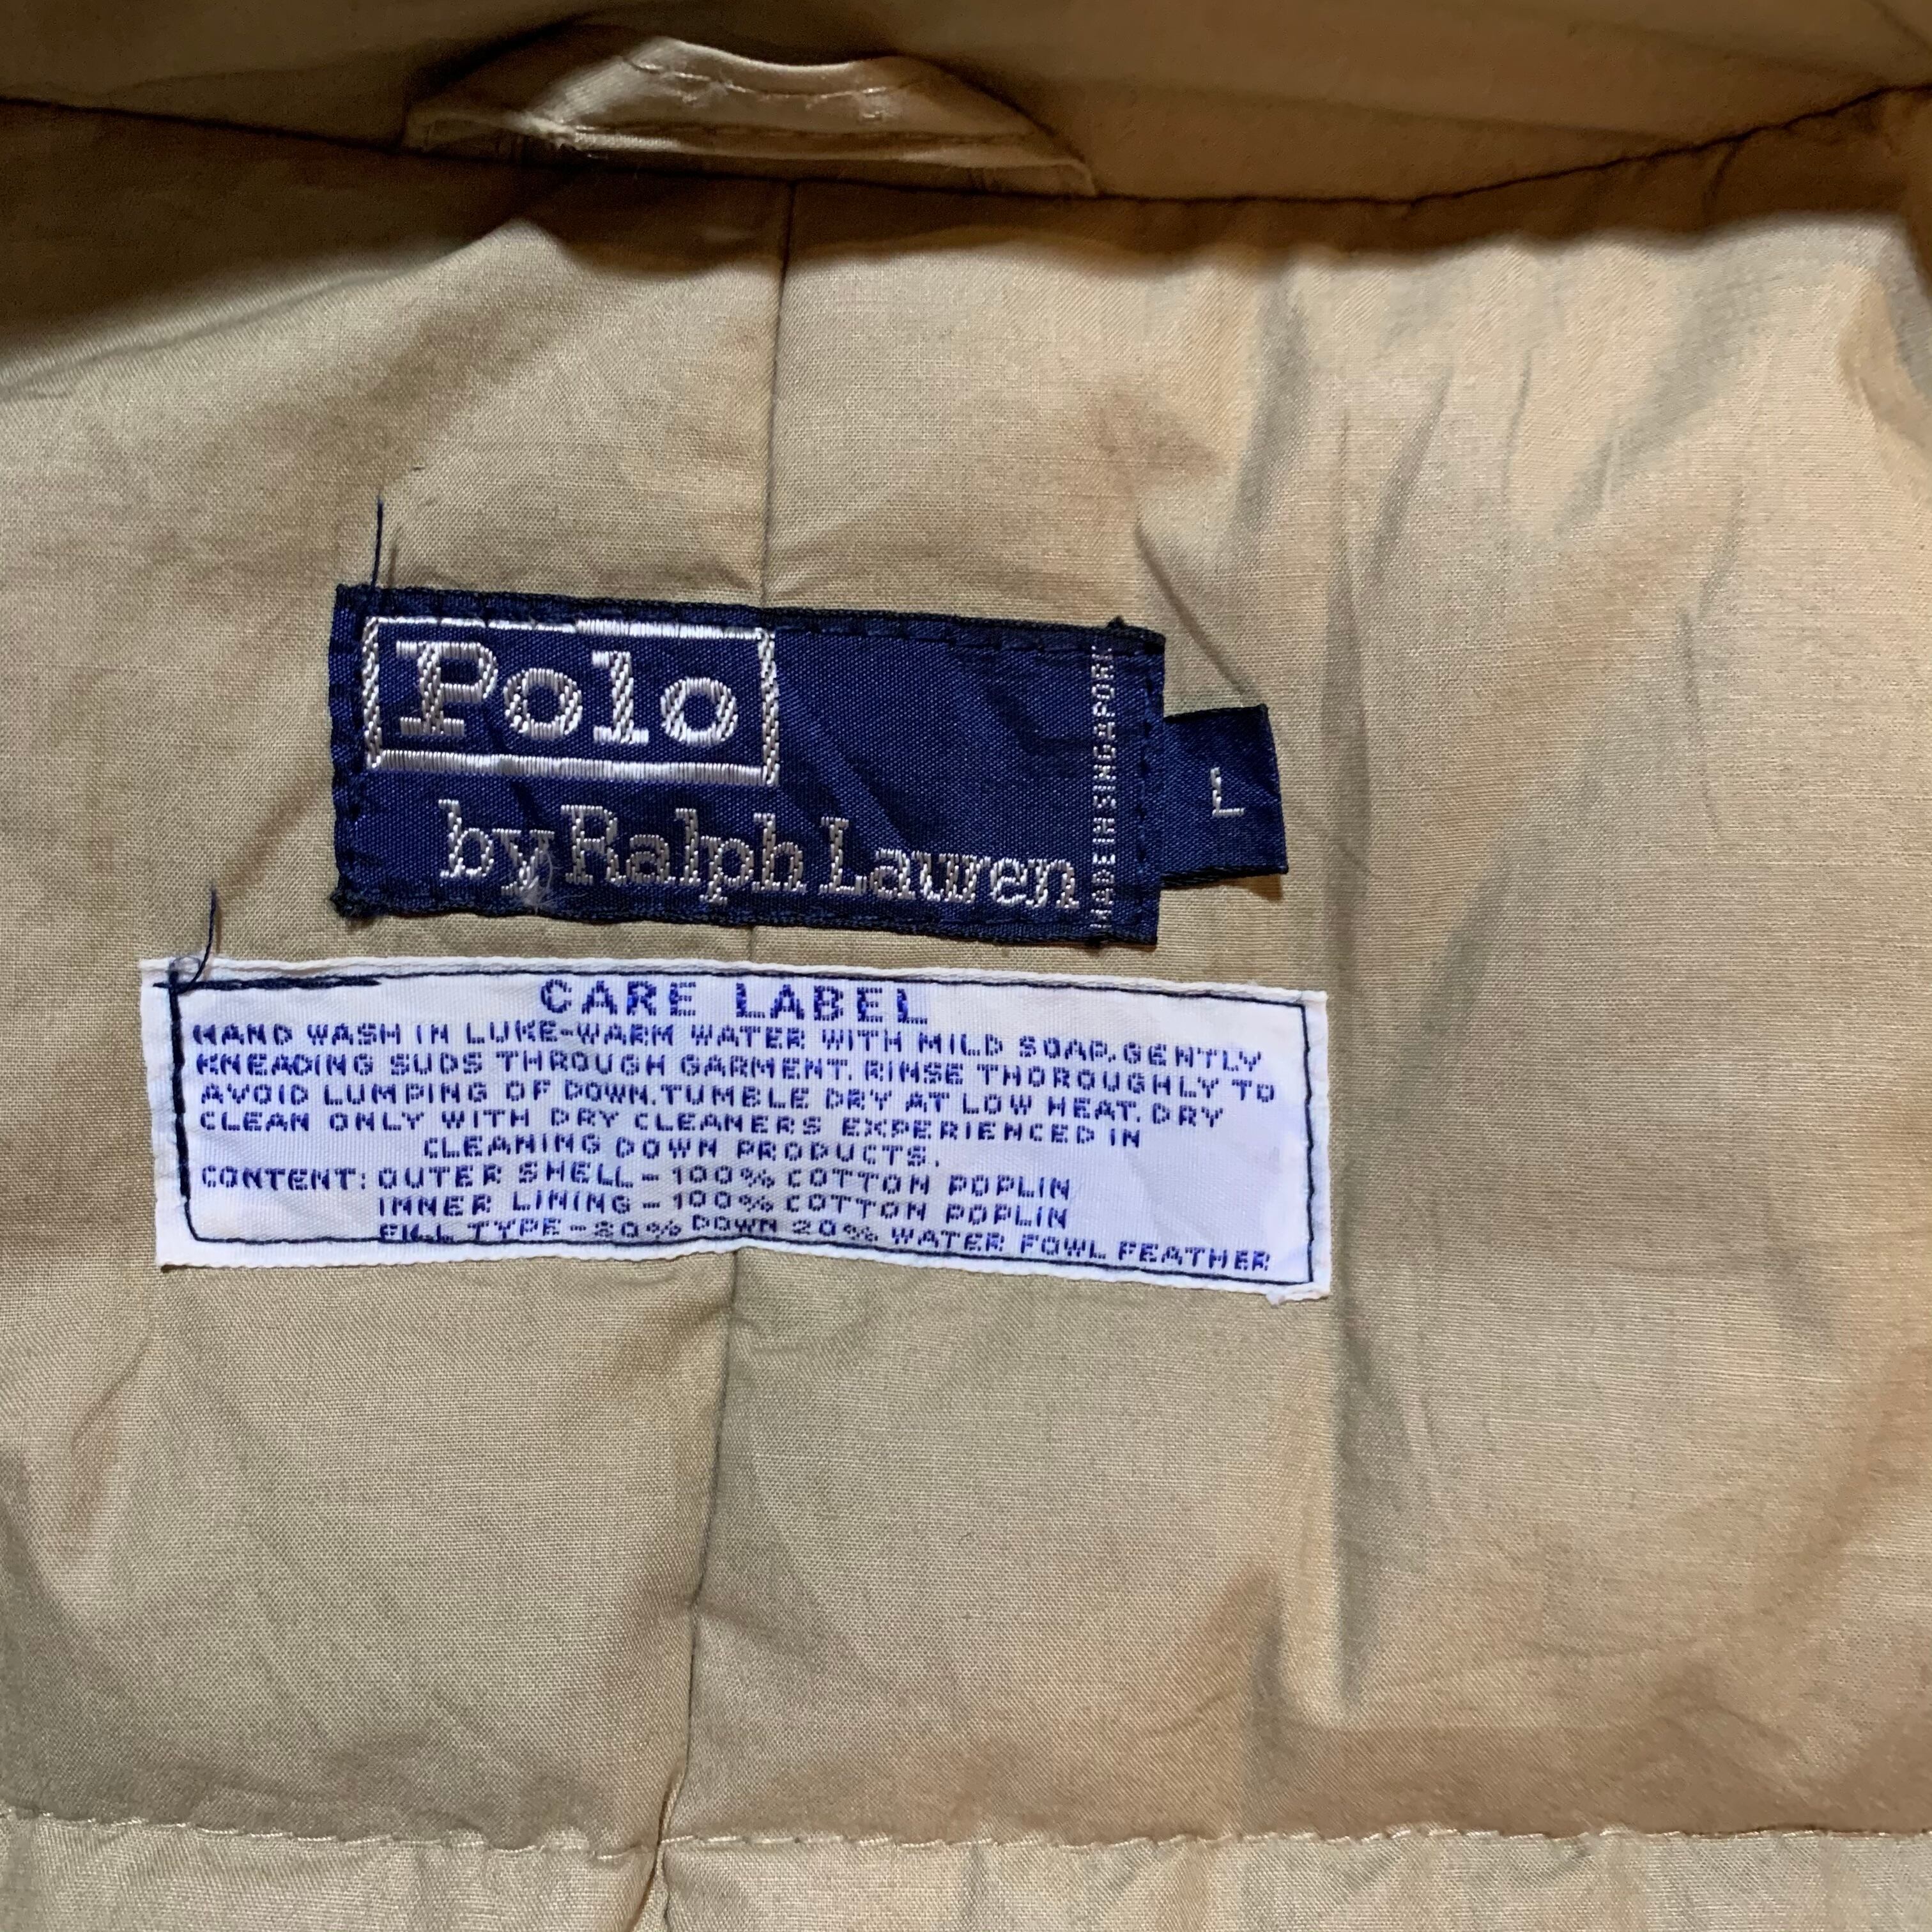 Polo
by Ralph Lauren
MADE IN SINGAPORE
L
CARE LABEL
HAND WASH IN LUKE-WARM WATER WITH MILD SOAP. GENTLY
KNEADING SUDS THROUGH GARMENT. RINSE THOROUGHLY TO
AVOID LUMPING OF DOWN. TUMBLE DRY AT LOW HEAT. DRY
CLEAN ONLY WITH DRY CLEANERS EXPERIENCED IN
CLEANING DOWN PRODUCTS.
CONTENT: OUTER SHELL - 100% COTTON POPLIN
INNER LINING - 100% COTTON POPLIN
FILL TYPE - 80% DOWN 20% WATER FOWL FEATHER